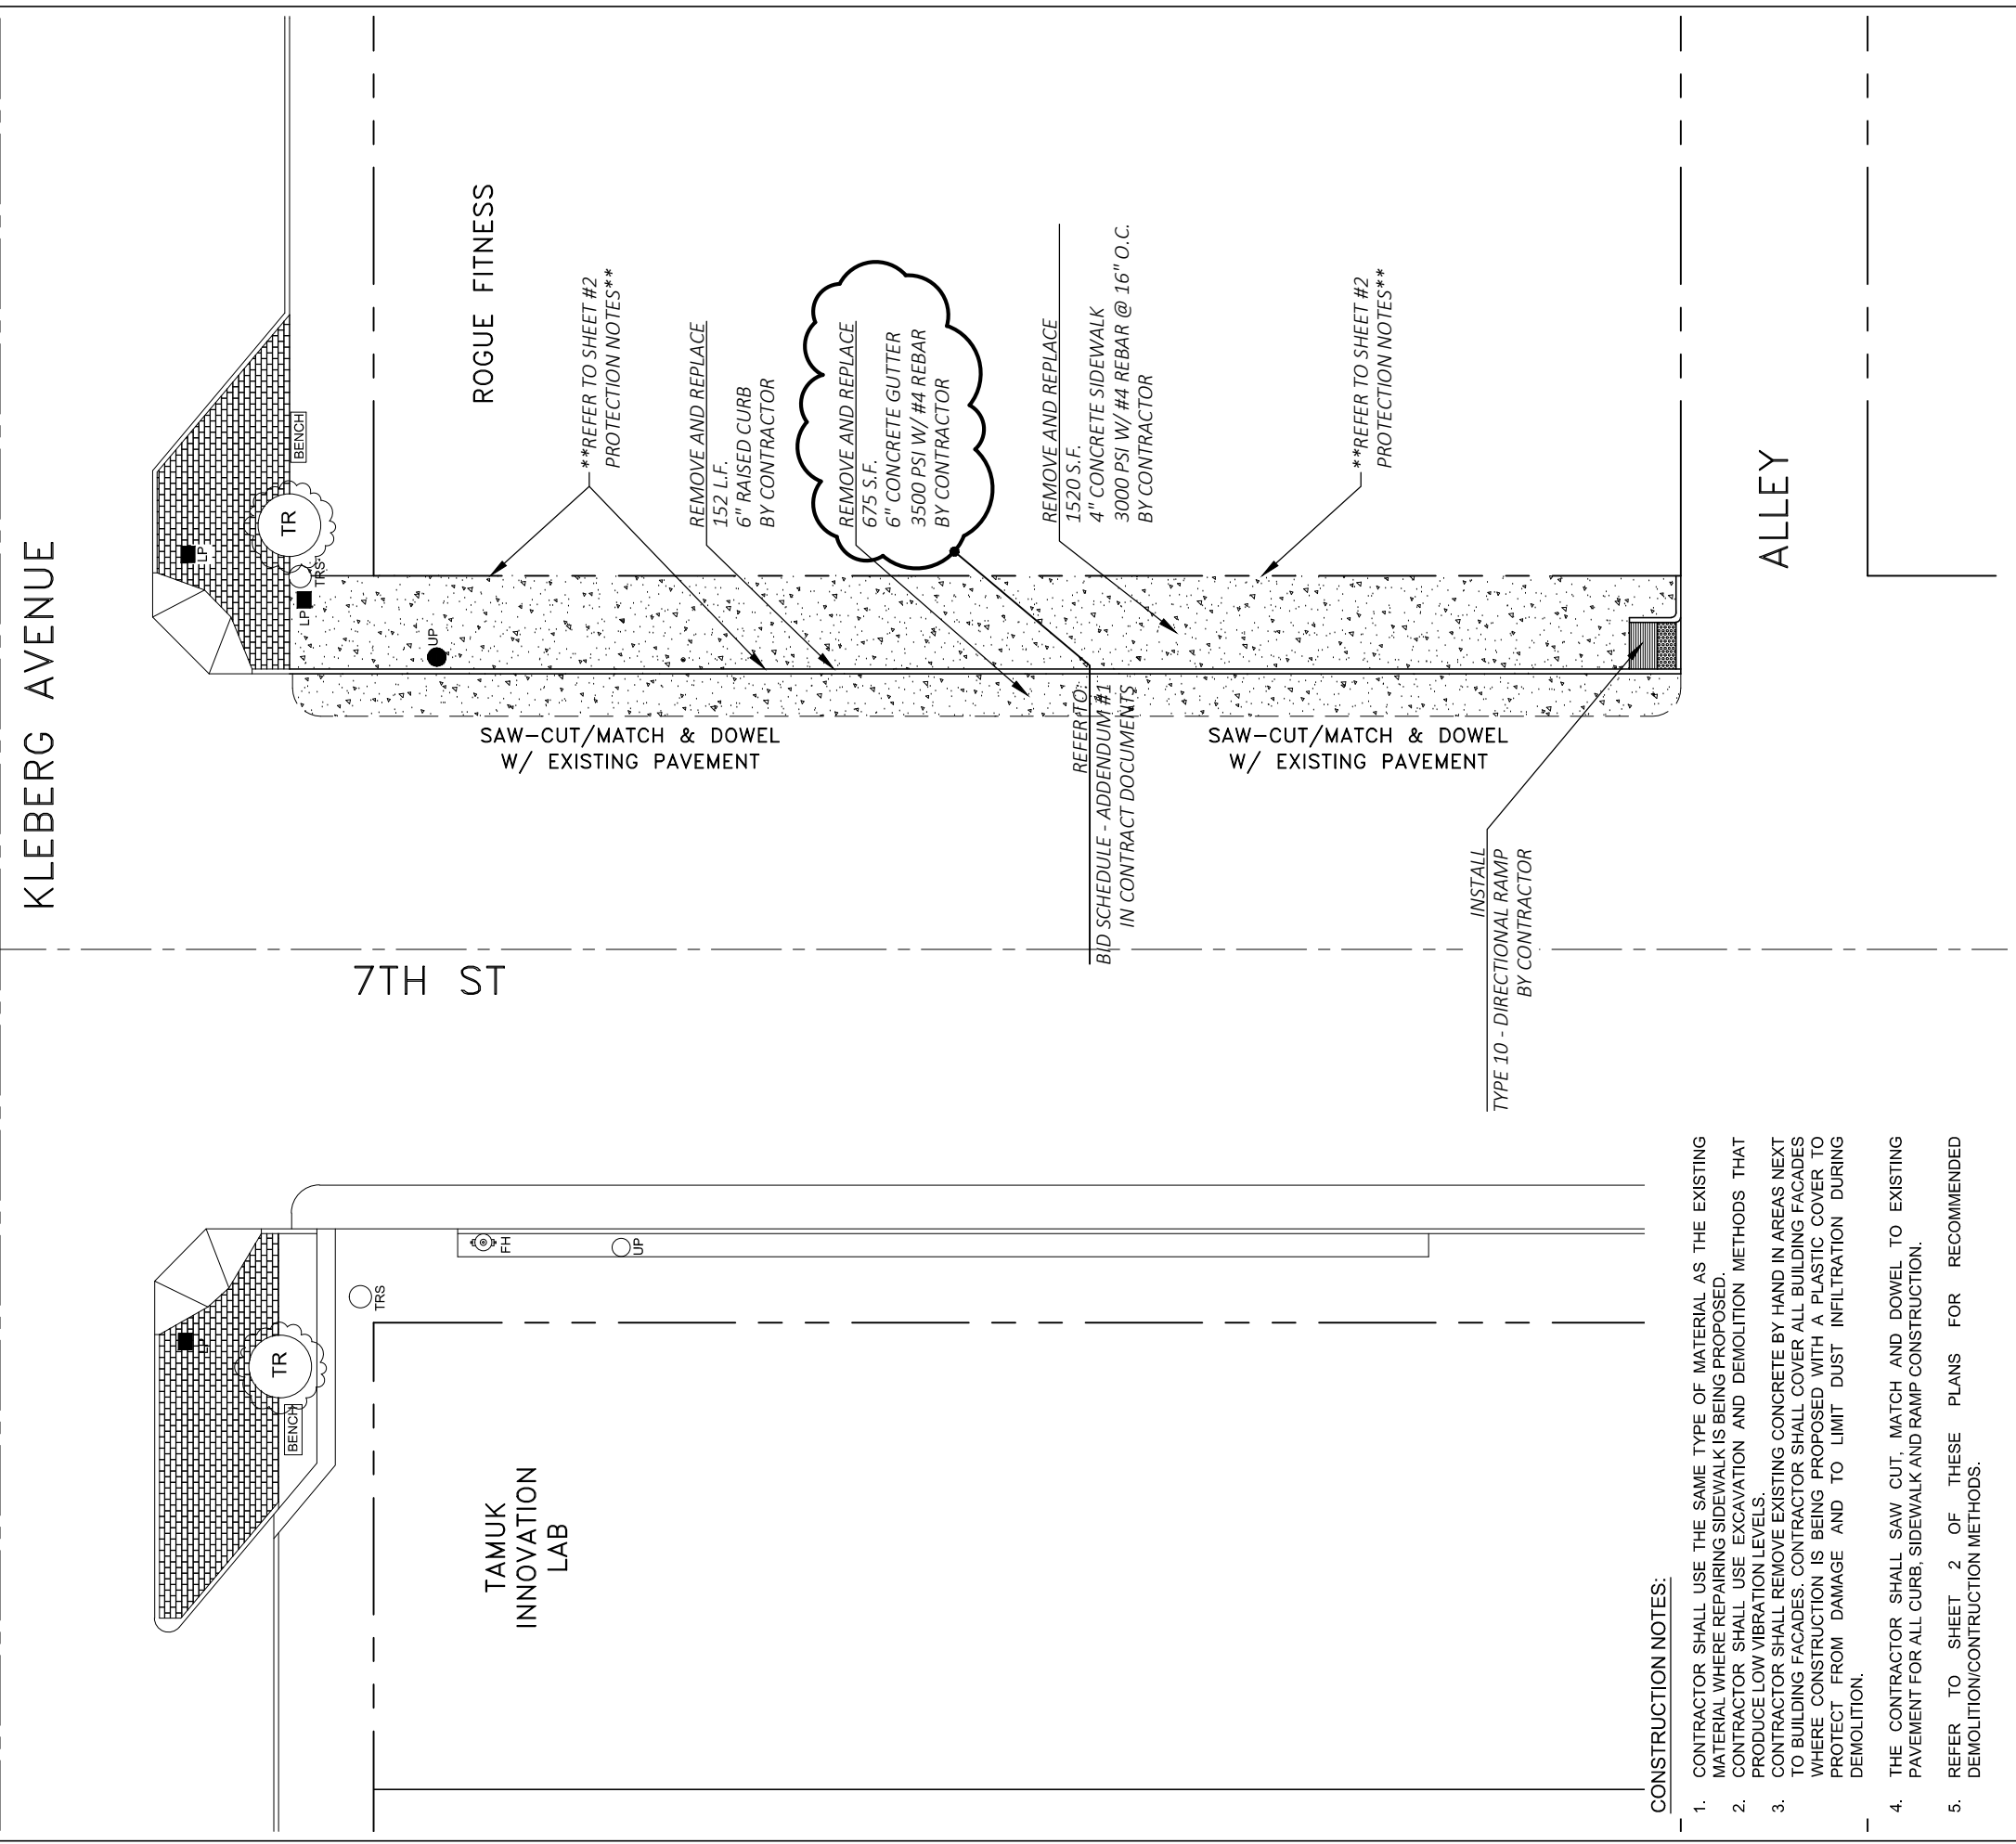 KLEBERG AVENUE
7TH ST
ALLEY
ROGUE FITNESS
TAMUK
INNOVATION
LAB
BENCH
TR
LP
TRS
LP
UP
**REFER TO SHEET #2
PROTECTION NOTES**
REMOVE AND REPLACE
152 L.F.
6" RAISED CURB
BY CONTRACTOR
REMOVE AND REPLACE
675 S.F.
6" CONCRETE GUTTER
3500 PSI W/ #4 REBAR
BY CONTRACTOR
REMOVE AND REPLACE
1520 S.F.
4" CONCRETE SIDEWALK
3000 PSI W/ #4 REBAR @ 16" O.C.
BY CONTRACTOR
**REFER TO SHEET #2
PROTECTION NOTES**
SAW-CUT/MATCH & DOWEL
W/ EXISTING PAVEMENT
SAW-CUT/MATCH & DOWEL
W/ EXISTING PAVEMENT
REFER TO:
BID SCHEDULE - ADDENDUM #1
IN CONTRACT DOCUMENTS
INSTALL
TYPE 10 - DIRECTIONAL RAMP
BY CONTRACTOR
LP
TR
BENCH
TRS
FH
UP
CONSTRUCTION NOTES:
1. CONTRACTOR SHALL USE THE SAME TYPE OF MATERIAL AS THE EXISTING
MATERIAL WHERE REPAIRING SIDEWALK IS BEING PROPOSED.
2. CONTRACTOR SHALL USE EXCAVATION AND DEMOLITION METHODS THAT
PRODUCE LOW VIBRATION LEVELS.
3. CONTRACTOR SHALL REMOVE EXISTING CONCRETE BY HAND IN AREAS NEXT
TO BUILDING FACADES. CONTRACTOR SHALL COVER ALL BUILDING FACADES
WHERE CONSTRUCTION IS BEING PROPOSED WITH A PLASTIC COVER TO
PROTECT FROM DAMAGE AND TO LIMIT DUST INFILTRATION DURING
DEMOLITION.
4. THE CONTRACTOR SHALL SAW CUT, MATCH AND DOWEL TO EXISTING
PAVEMENT FOR ALL CURB, SIDEWALK AND RAMP CONSTRUCTION.
5. REFER TO SHEET 2 OF THESE PLANS FOR RECOMMENDED
DEMOLITION/CONTRUCTION METHODS.